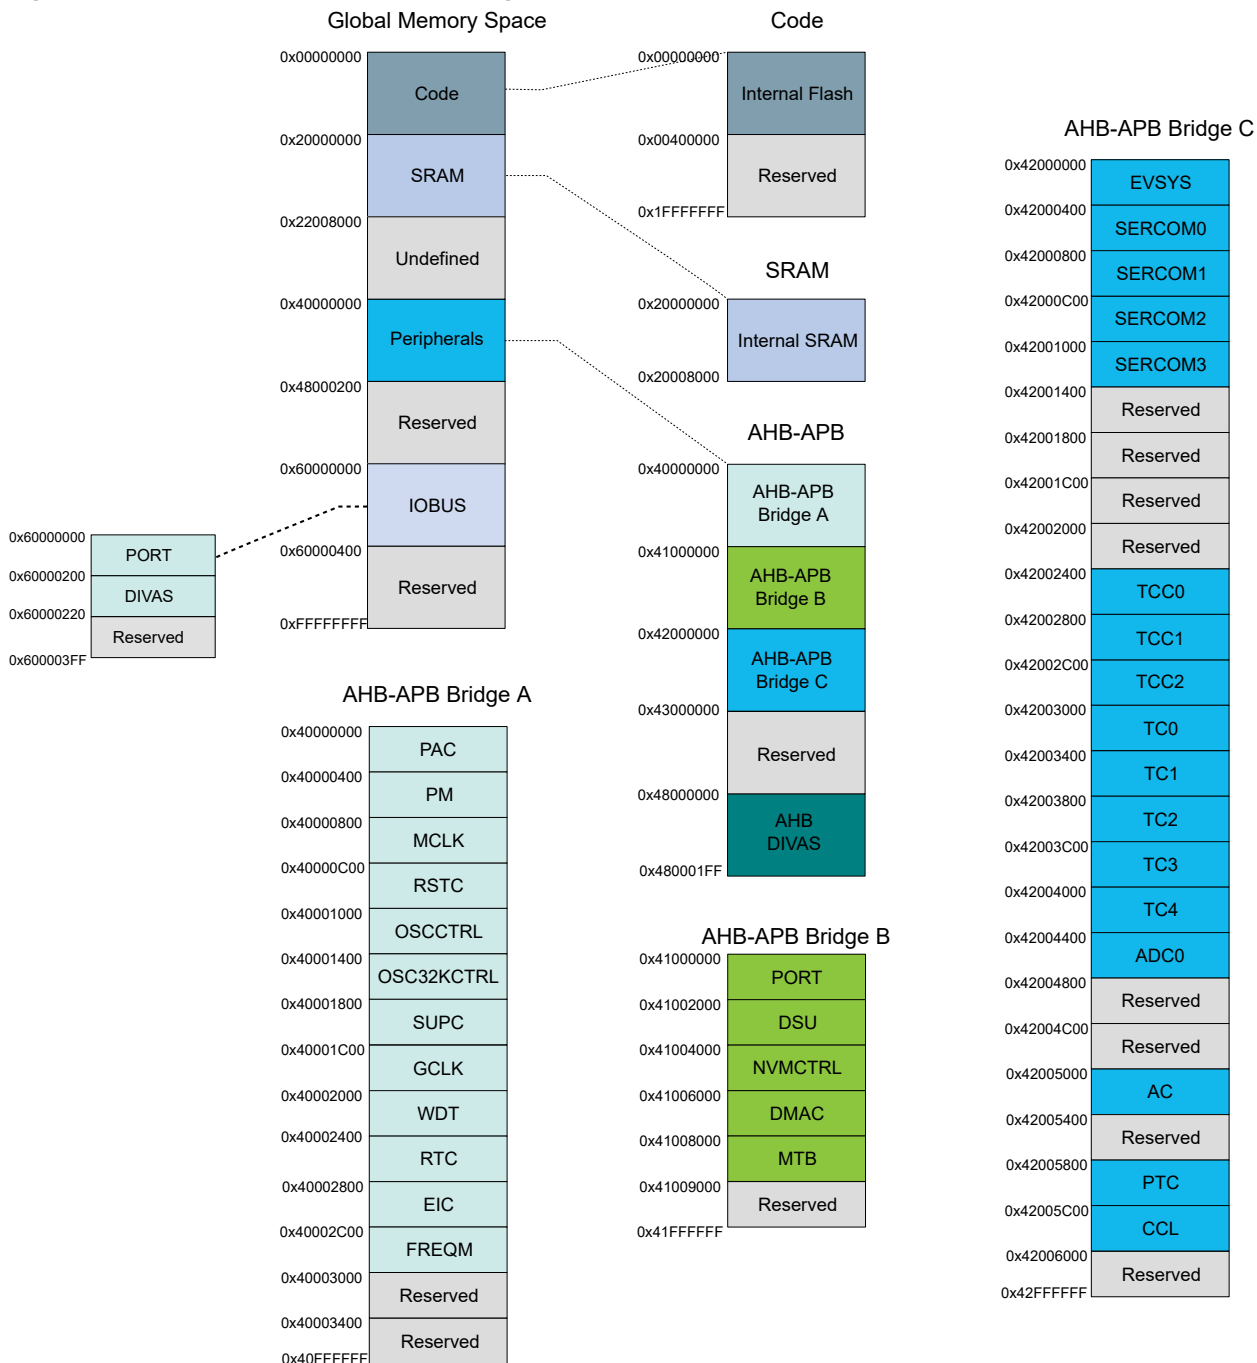 Global Memory Space
0x00000000
Code
0x20000000
SRAM
0x22008000
Undefined
0x40000000
Peripherals
0x48000200
Reserved
0x60000000
IOBUS
0x60000400
Reserved
0xFFFFFFFF
0x60000000
PORT
0x60000200
DIVAS
0x60000220
Reserved
0x600003FF
Code
0x00000000
Internal Flash
0x00400000
Reserved
0x1FFFFFFF
SRAM
0x20000000
Internal SRAM
0x20008000
AHB-APB
0x40000000
AHB-APB
Bridge A
0x41000000
AHB-APB
Bridge B
0x42000000
AHB-APB
Bridge C
0x43000000
Reserved
0x48000000
AHB
DIVAS
0x480001FF
AHB-APB Bridge A
0x40000000
PAC
0x40000400
PM
0x40000800
MCLK
0x40000C00
RSTC
0x40001000
OSCCTRL
0x40001400
OSC32KCTRL
0x40001800
SUPC
0x40001C00
GCLK
0x40002000
WDT
0x40002400
RTC
0x40002800
EIC
0x40002C00
FREQM
0x40003000
Reserved
0x40003400
Reserved
0x40FFFFFF
AHB-APB Bridge B
0x41000000
PORT
0x41002000
DSU
0x41004000
NVMCTRL
0x41006000
DMAC
0x41008000
MTB
0x41009000
Reserved
0x41FFFFFF
AHB-APB Bridge C
0x42000000
EVSYS
0x42000400
SERCOM0
0x42000800
SERCOM1
0x42000C00
SERCOM2
0x42001000
SERCOM3
0x42001400
Reserved
0x42001800
Reserved
0x42001C00
Reserved
0x42002000
Reserved
0x42002400
TCC0
0x42002800
TCC1
0x42002C00
TCC2
0x42003000
TC0
0x42003400
TC1
0x42003800
TC2
0x42003C00
TC3
0x42004000
TC4
0x42004400
ADC0
0x42004800
Reserved
0x42004C00
Reserved
0x42005000
AC
0x42005400
Reserved
0x42005800
PTC
0x42005C00
CCL
0x42006000
Reserved
0x42FFFFFF